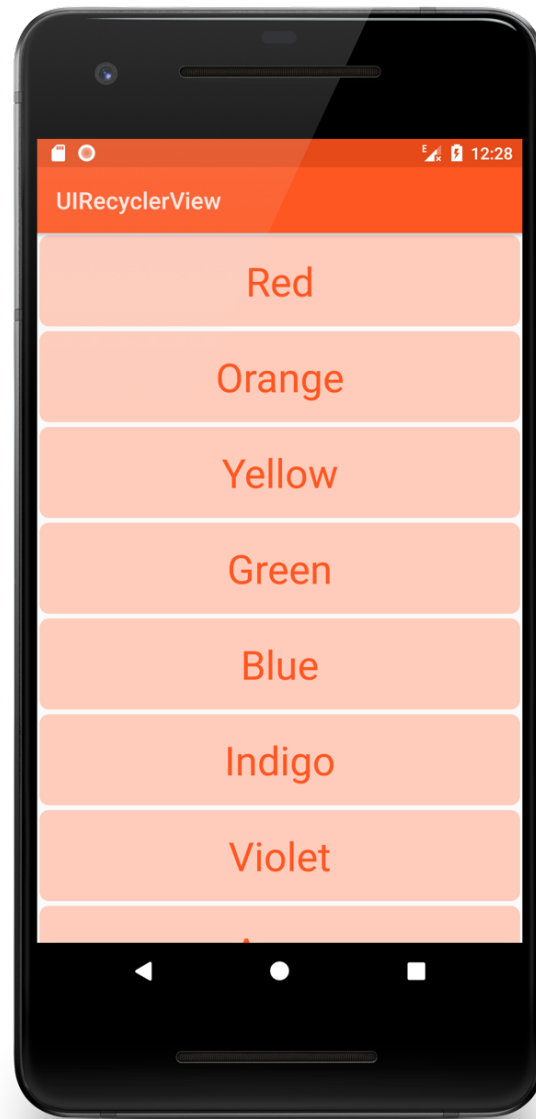 E 12:28
UIRecyclerView
Red
Orange
Yellow
Green
Blue
Indigo
Violet